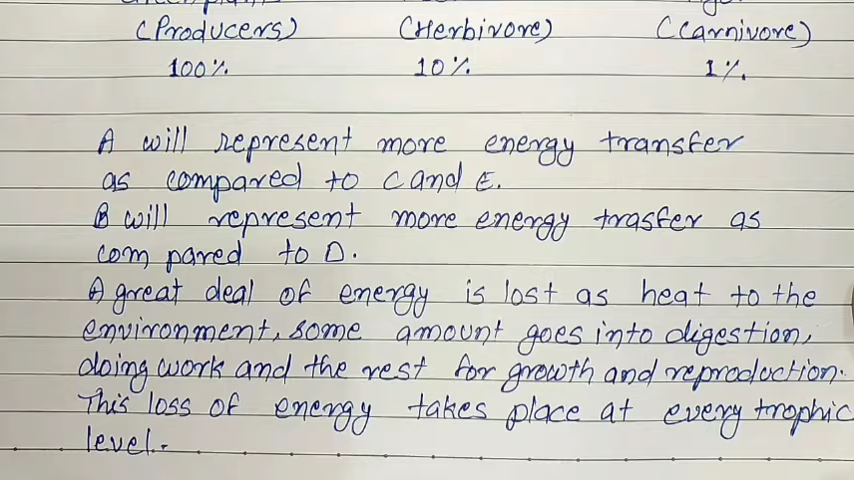 (Producers) (Herbivore) (Carnivore)
100% 10% 1%
A will represent more energy transfer
as compared to C and E.
B will represent more energy trasfer as
com pared to D.
A great deal of energy is lost as heat to the
environment, some amount goes into digestion,
doing work and the rest for growth and reproduction.
This loss of energy takes place at every trophic
level.